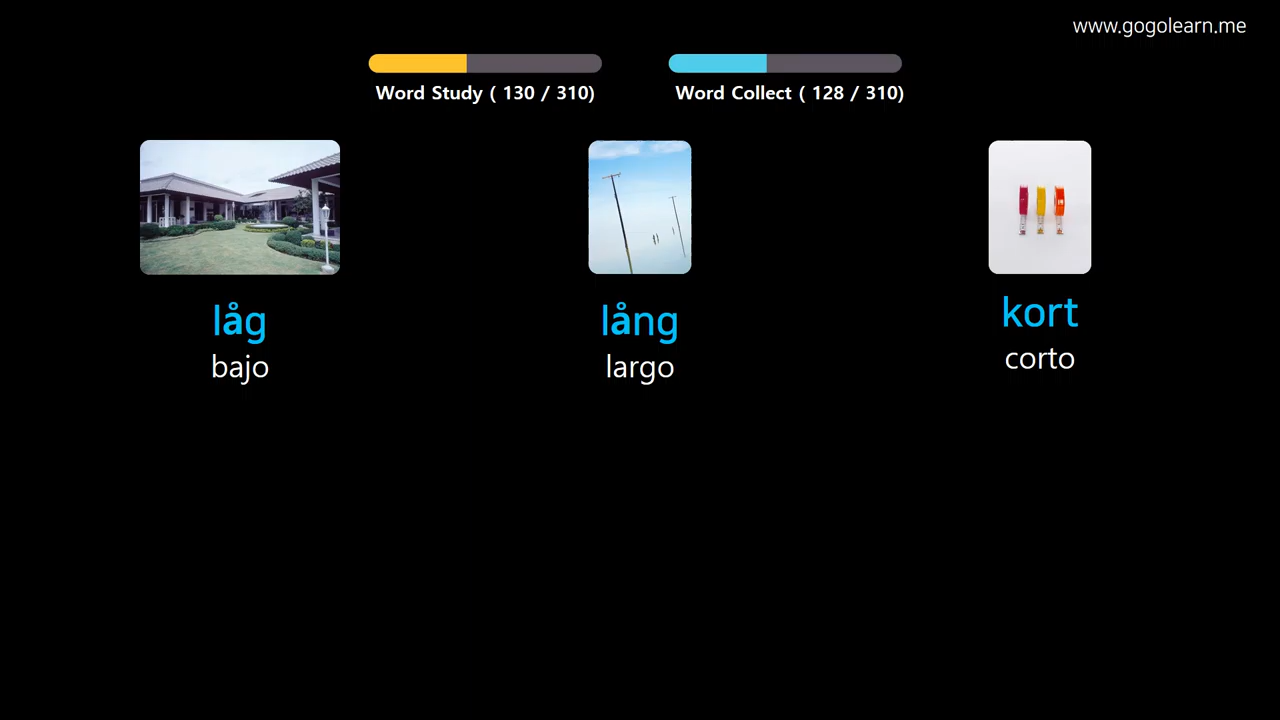 www.gogolearn.me
Word Study ( 130 / 310)
Word Collect ( 128 / 310)
låg
bajo
lång
largo
kort
corto